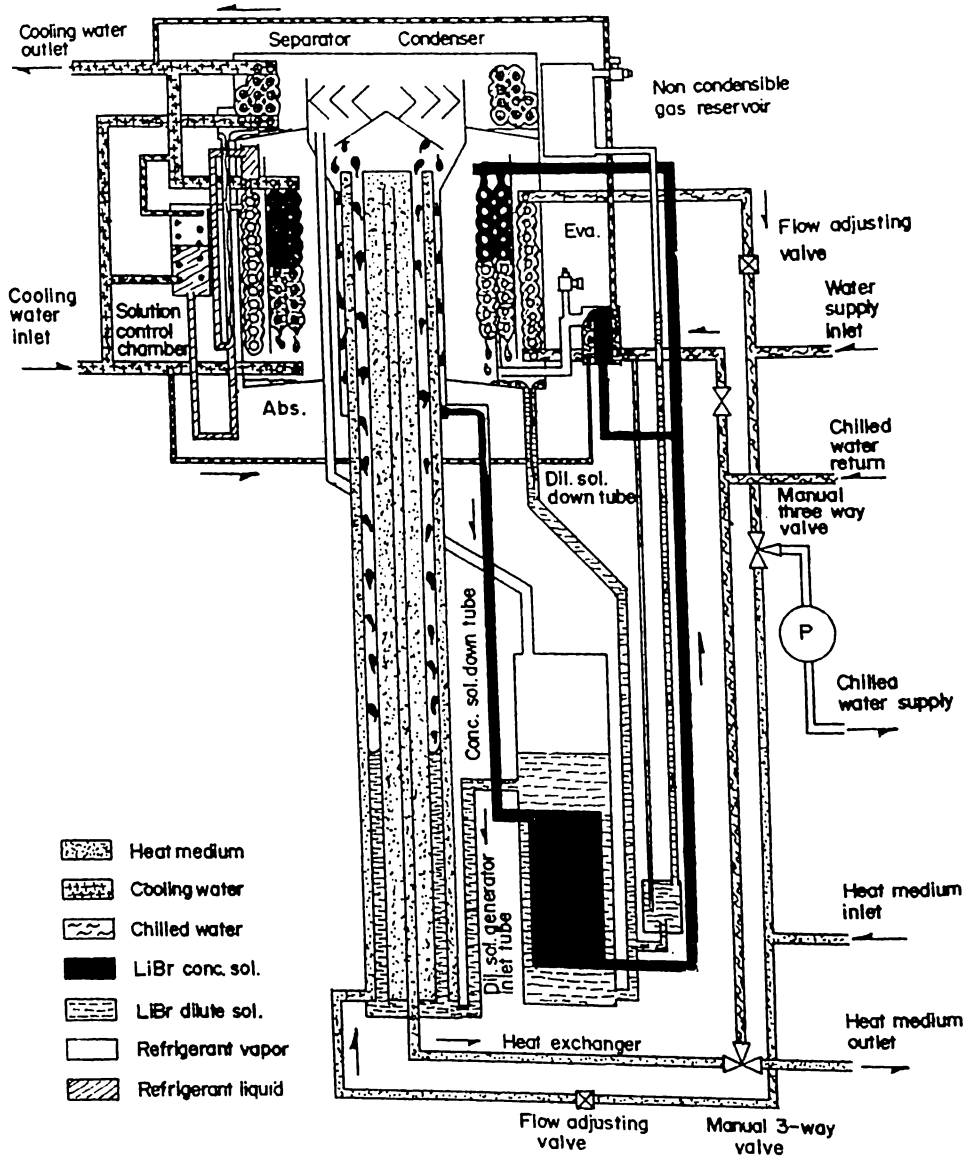 Cooling water
outlet
Separator
Condenser
Non condensible
gas reservoir
Eva.
Flow adjusting
valve
Water
supply
inlet
Cooling
water
inlet
Solution
control
chamber
Abs.
Chilled
water
return
Dil. sol.
down tube
Manual
three way
valve
Conc. sol. down tube
P
Chilled
water supply
Heat medium
Cooling water
Chilled water
LiBr conc. sol.
LiBr dilute sol.
Refrigerant vapor
Refrigerant liquid
Dil sol. generator
inlet tube
Heat medium
inlet
Heat exchanger
Heat medium
outlet
Flow adjusting
valve
Manual 3-way
valve